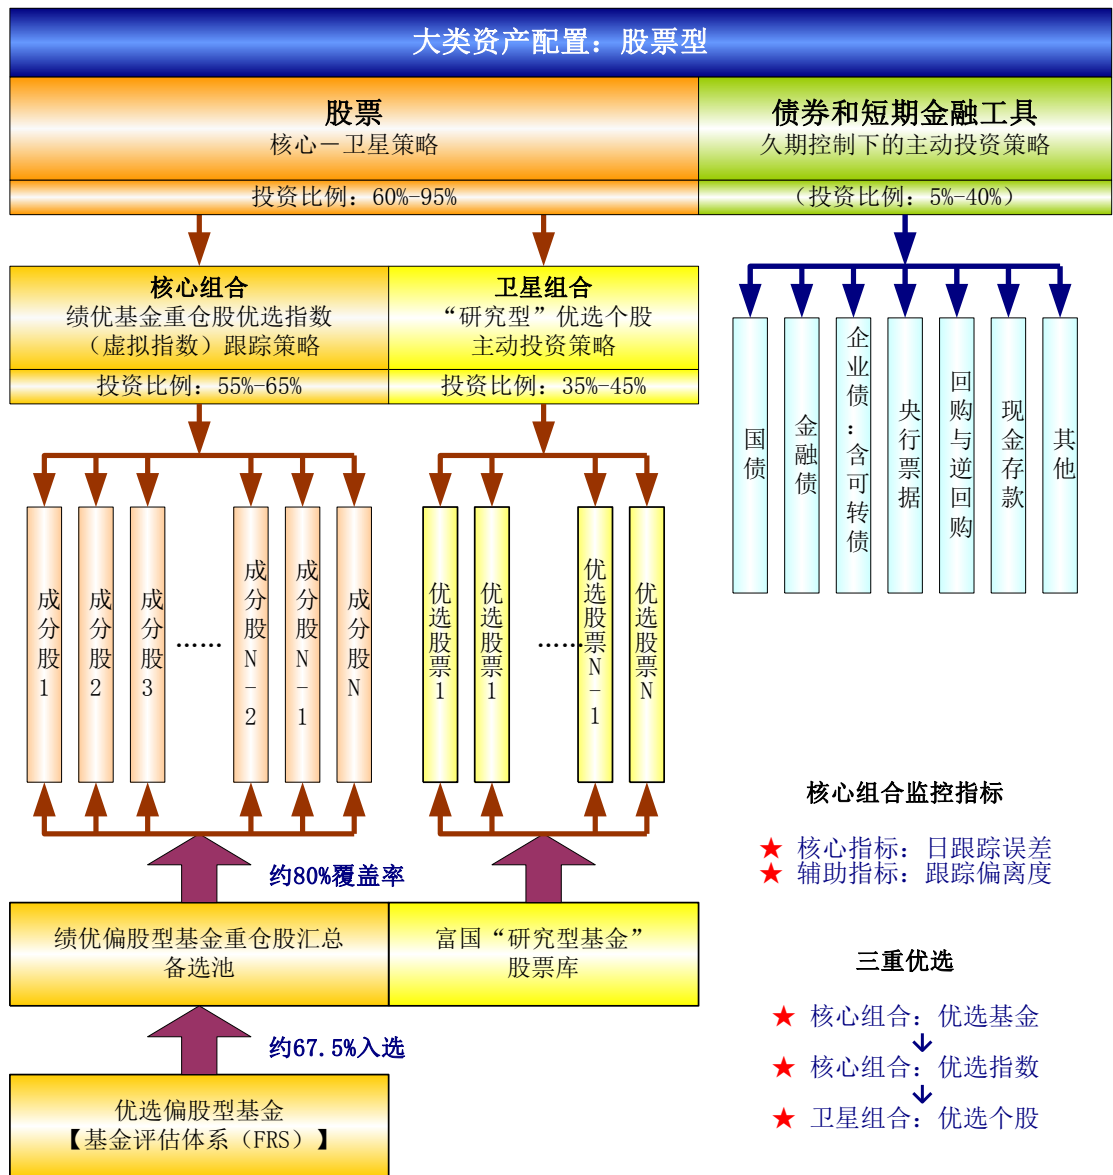 大类资产配置：股票型
股票
核心－卫星策略
投资比例：60%-95%
债券和短期金融工具
久期控制下的主动投资策略
（投资比例：5%-40%）
核心组合
绩优基金重仓股优选指数
（虚拟指数）跟踪策略
投资比例：55%-65%
卫星组合
“研究型”优选个股
主动投资策略
投资比例：35%-45%
国债
金融债
企业债：含可转债
央行票据
回购与逆回购
现金存款
其他
成分股1
成分股2
成分股3
……
成分股N-2
成分股N-1
成分股N
优选股票1
优选股票1
……
优选股票N-1
优选股票N
约80%覆盖率
绩优偏股型基金重仓股汇总
备选池
富国“研究型基金”
股票库
约67.5%入选
优选偏股型基金
【基金评估体系（FRS）】
核心组合监控指标
★ 核心指标：日跟踪误差
★ 辅助指标：跟踪偏离度
三重优选
★ 核心组合：优选基金
↓
★ 核心组合：优选指数
↓
★ 卫星组合：优选个股